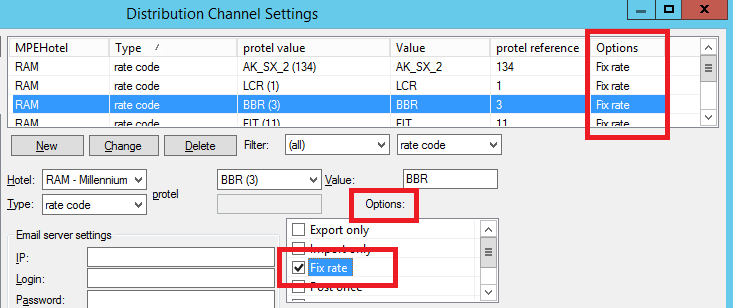 Distribution Channel Settings
MPEHotel Type protel value Value protel reference Options
RAM rate code AK_SX_2 (134) AK_SX_2 134 Fix rate
RAM rate code LCR (1) LCR 1 Fix rate
RAM rate code BBR (3) BBR 3 Fix rate
RAM rate code FIT (11) FIT 11 Fix rate
New Change Delete Filter: (all) rate code
Hotel: RAM - Millennium protel BBR (3) Value: BBR
Type: rate code Options:
Export only
Import only
Fix rate
Post once
Email server settings
IP:
Login:
Password: